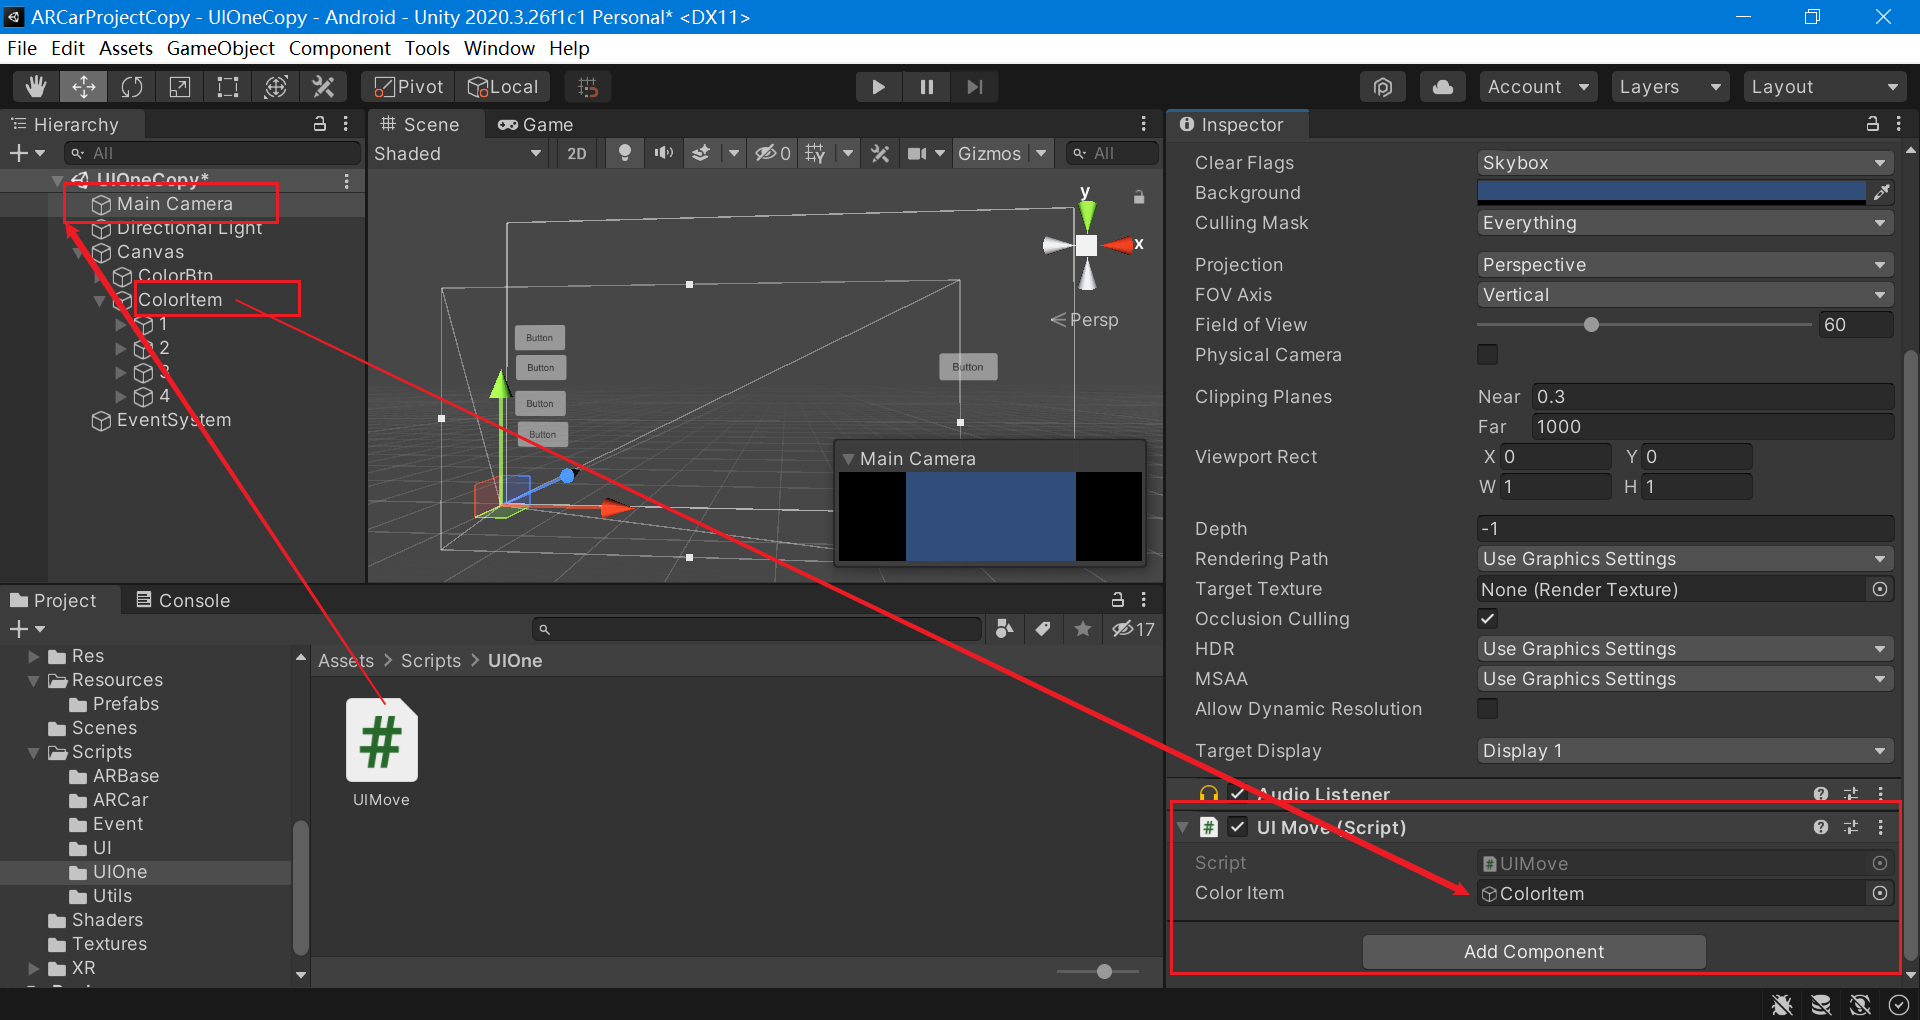 ARCarProjectCopy - UIOneCopy - Android - Unity 2020.3.26f1c1 Personal* <DX11>
File Edit Assets GameObject Component Tools Window Help
Pivot Local Account Layers Layout
Hierarchy
All
UIOneCopy*
Main Camera
Directional Light
Canvas
ColorBtn
ColorItem
1
2
3
4
EventSystem
Scene Game
Shaded 2D 0 Gizmos All
y
x
Persp
Button
Button
Button
Button
Button
Main Camera
Inspector
Clear Flags Skybox
Background
Culling Mask Everything
Projection Perspective
FOV Axis Vertical
Field of View 60
Physical Camera
Clipping Planes Near 0.3
Far 1000
Viewport Rect X 0 Y 0
W 1 H 1
Depth -1
Rendering Path Use Graphics Settings
Target Texture None (Render Texture)
Occlusion Culling
HDR Use Graphics Settings
MSAA Use Graphics Settings
Allow Dynamic Resolution
Target Display Display 1
Audio Listener
# UI Move (Script)
Script # UIMove
Color Item ColorItem
Add Component
Project Console
17
Res
Resources
Prefabs
Scenes
Scripts
ARBase
ARCar
Event
UI
UIOne
Utils
Shaders
Textures
XR
Assets > Scripts > UIOne
#
UIMove